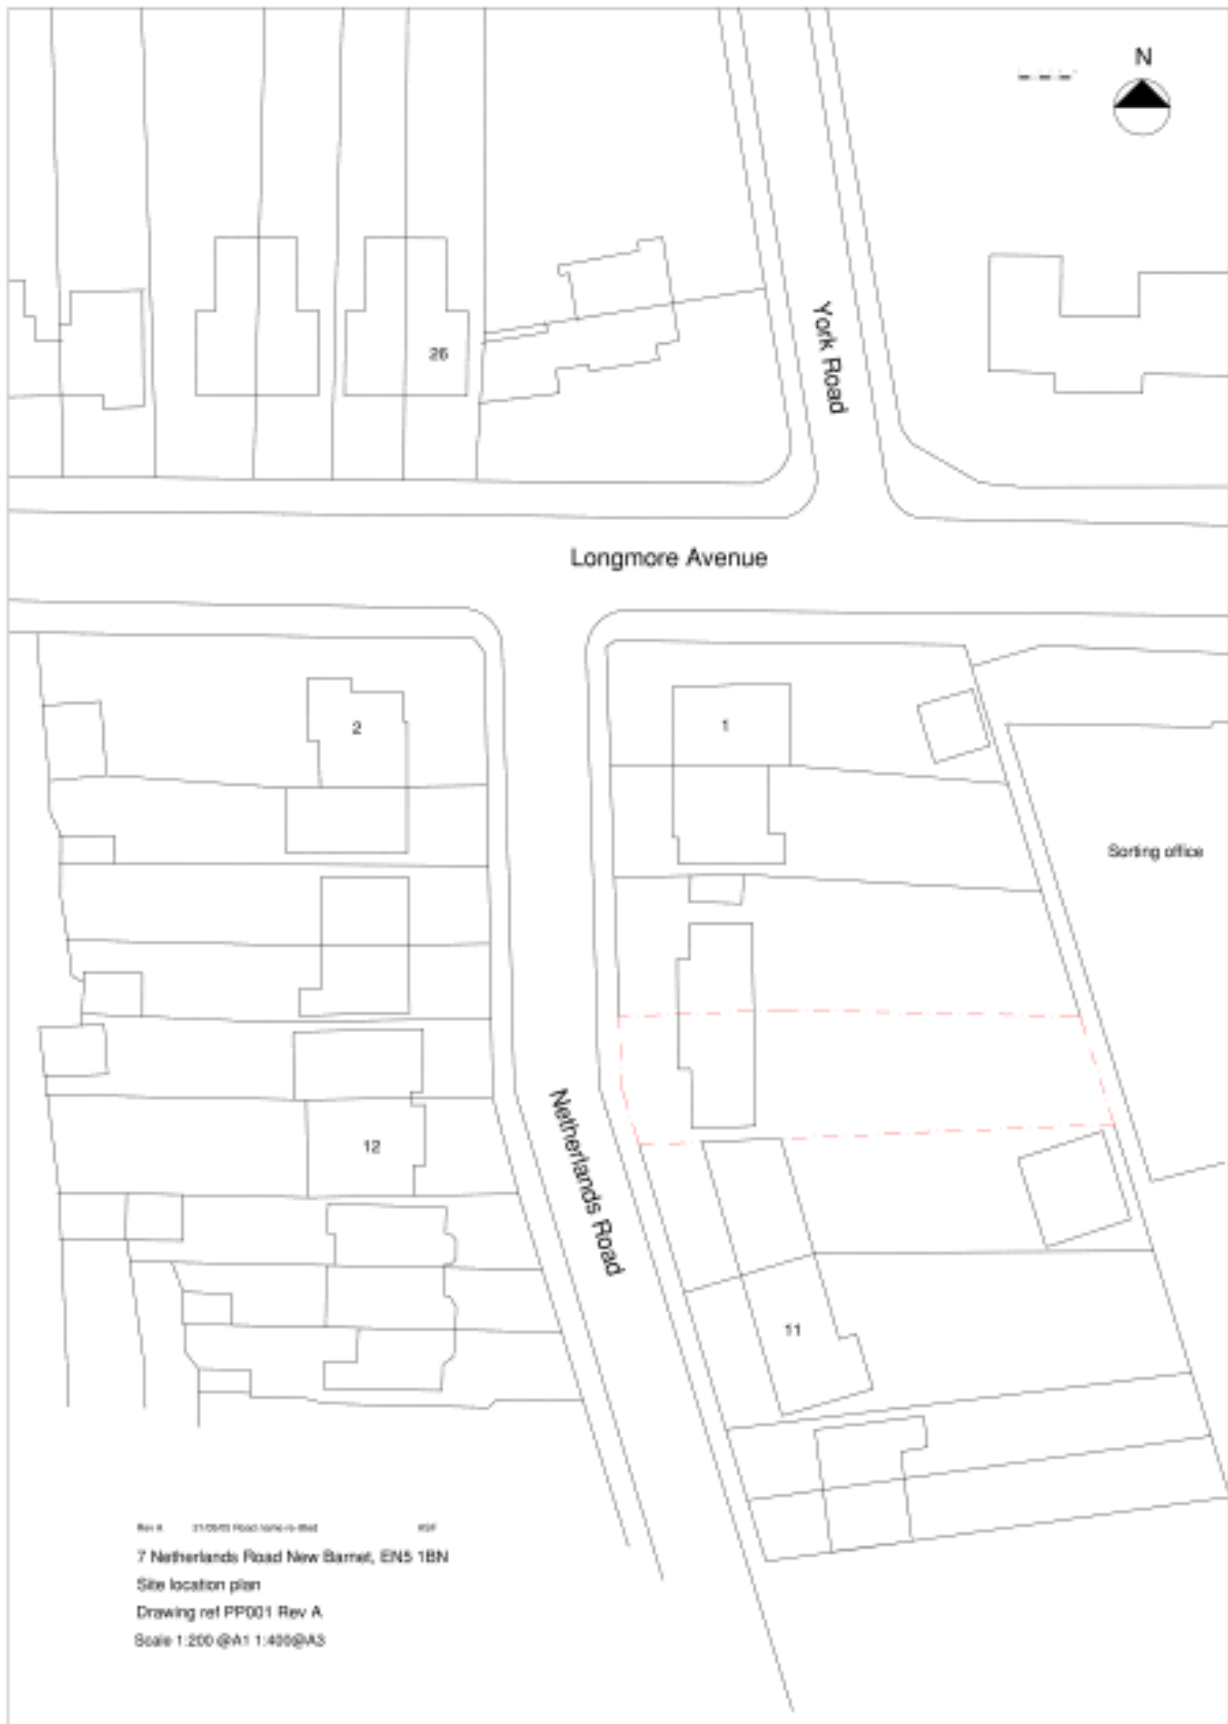 N
York Road
26
Longmore Avenue
2
1
Sorting office
Netherlands Road
12
11
Rev A
7 Netherlands Road New Barnet, EN5 1BN
Site location plan
Drawing ref PP001 Rev A
Scale 1:200 @A1 1:400@A3